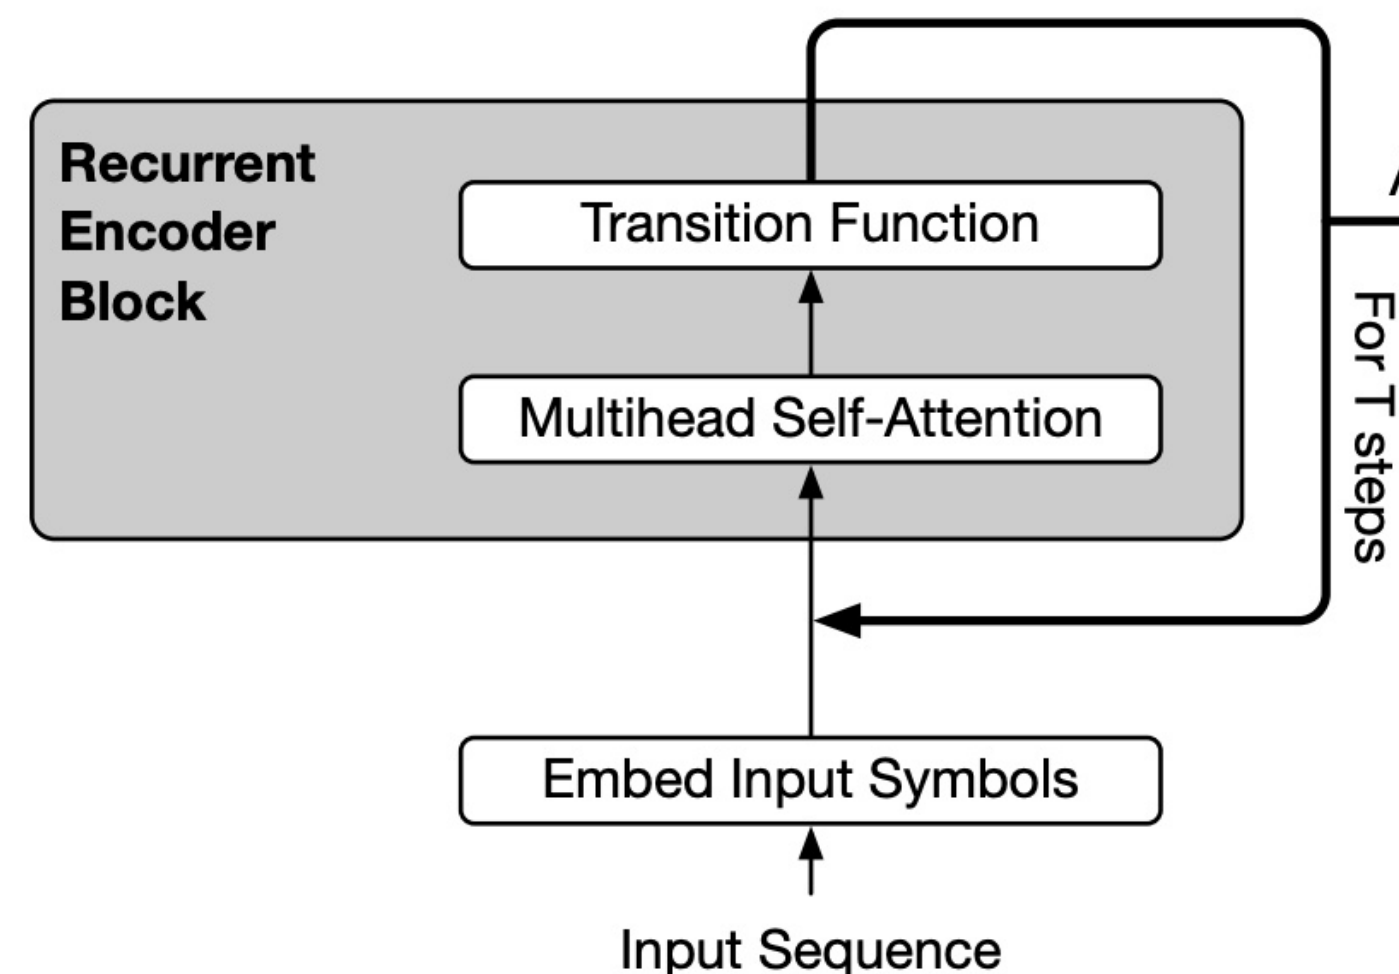 Recurrent
Encoder
Block
Transition Function
Multihead Self-Attention
For T steps
Embed Input Symbols
Input Sequence